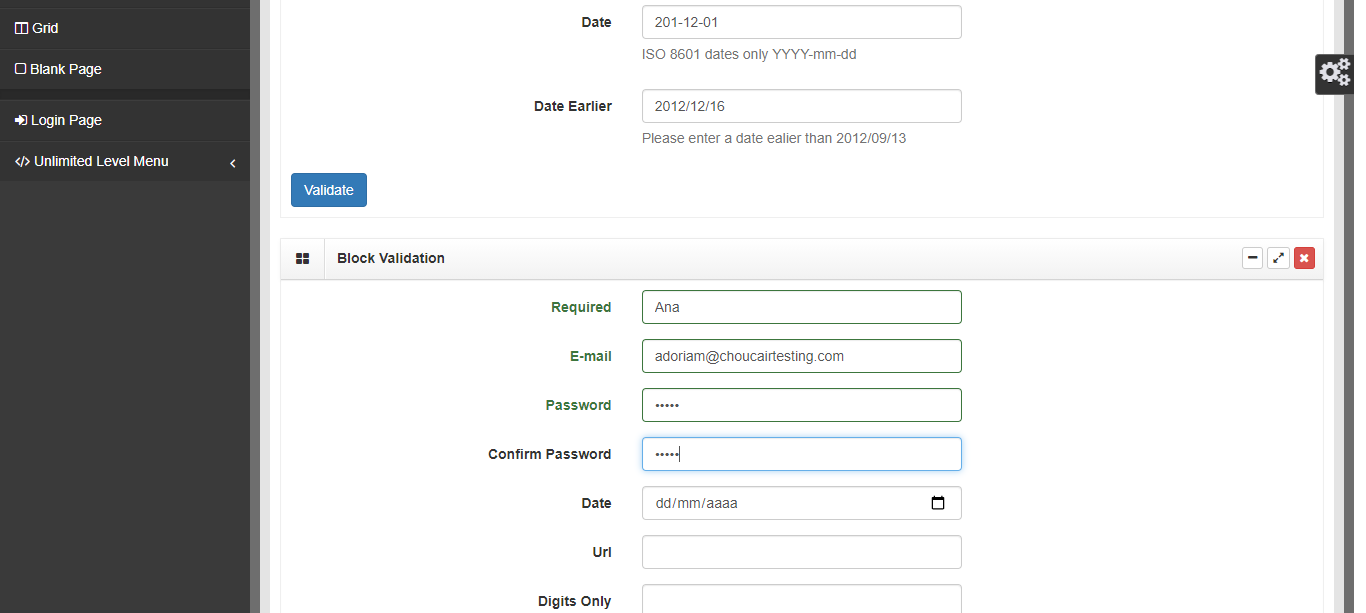 Grid
Blank Page
Login Page
</> Unlimited Level Menu
Date 201-12-01
ISO 8601 dates only YYYY-mm-dd
Date Earlier 2012/12/16
Please enter a date ealier than 2012/09/13
Validate
Block Validation
Required Ana
E-mail adoriam@choucairtesting.com
Password •••••
Confirm Password •••••
Date dd/mm/aaaa
Url
Digits Only